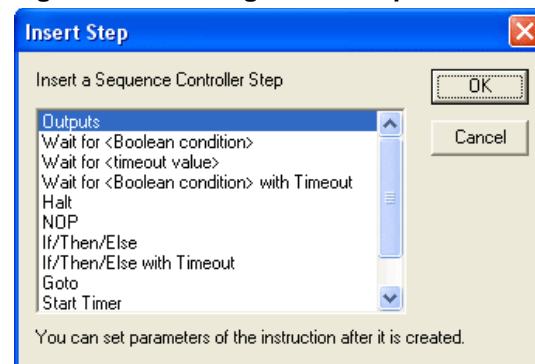 Insert Step
Insert a Sequence Controller Step
OK
Cancel
Outputs
Wait for <Boolean condition>
Wait for <timeout value>
Wait for <Boolean condition> with Timeout
Halt
NOP
If/Then/Else
If/Then/Else with Timeout
Goto
Start Timer
You can set parameters of the instruction after it is created.